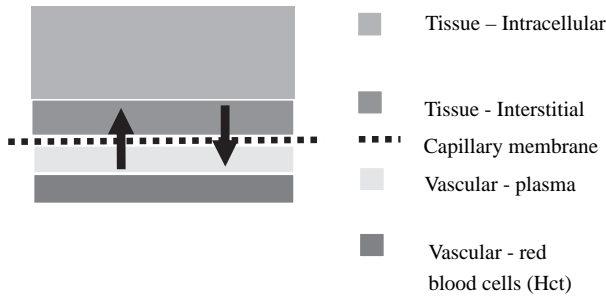 Tissue – Intracellular
Tissue - Interstitial
Capillary membrane
Vascular - plasma
Vascular - red
blood cells (Hct)